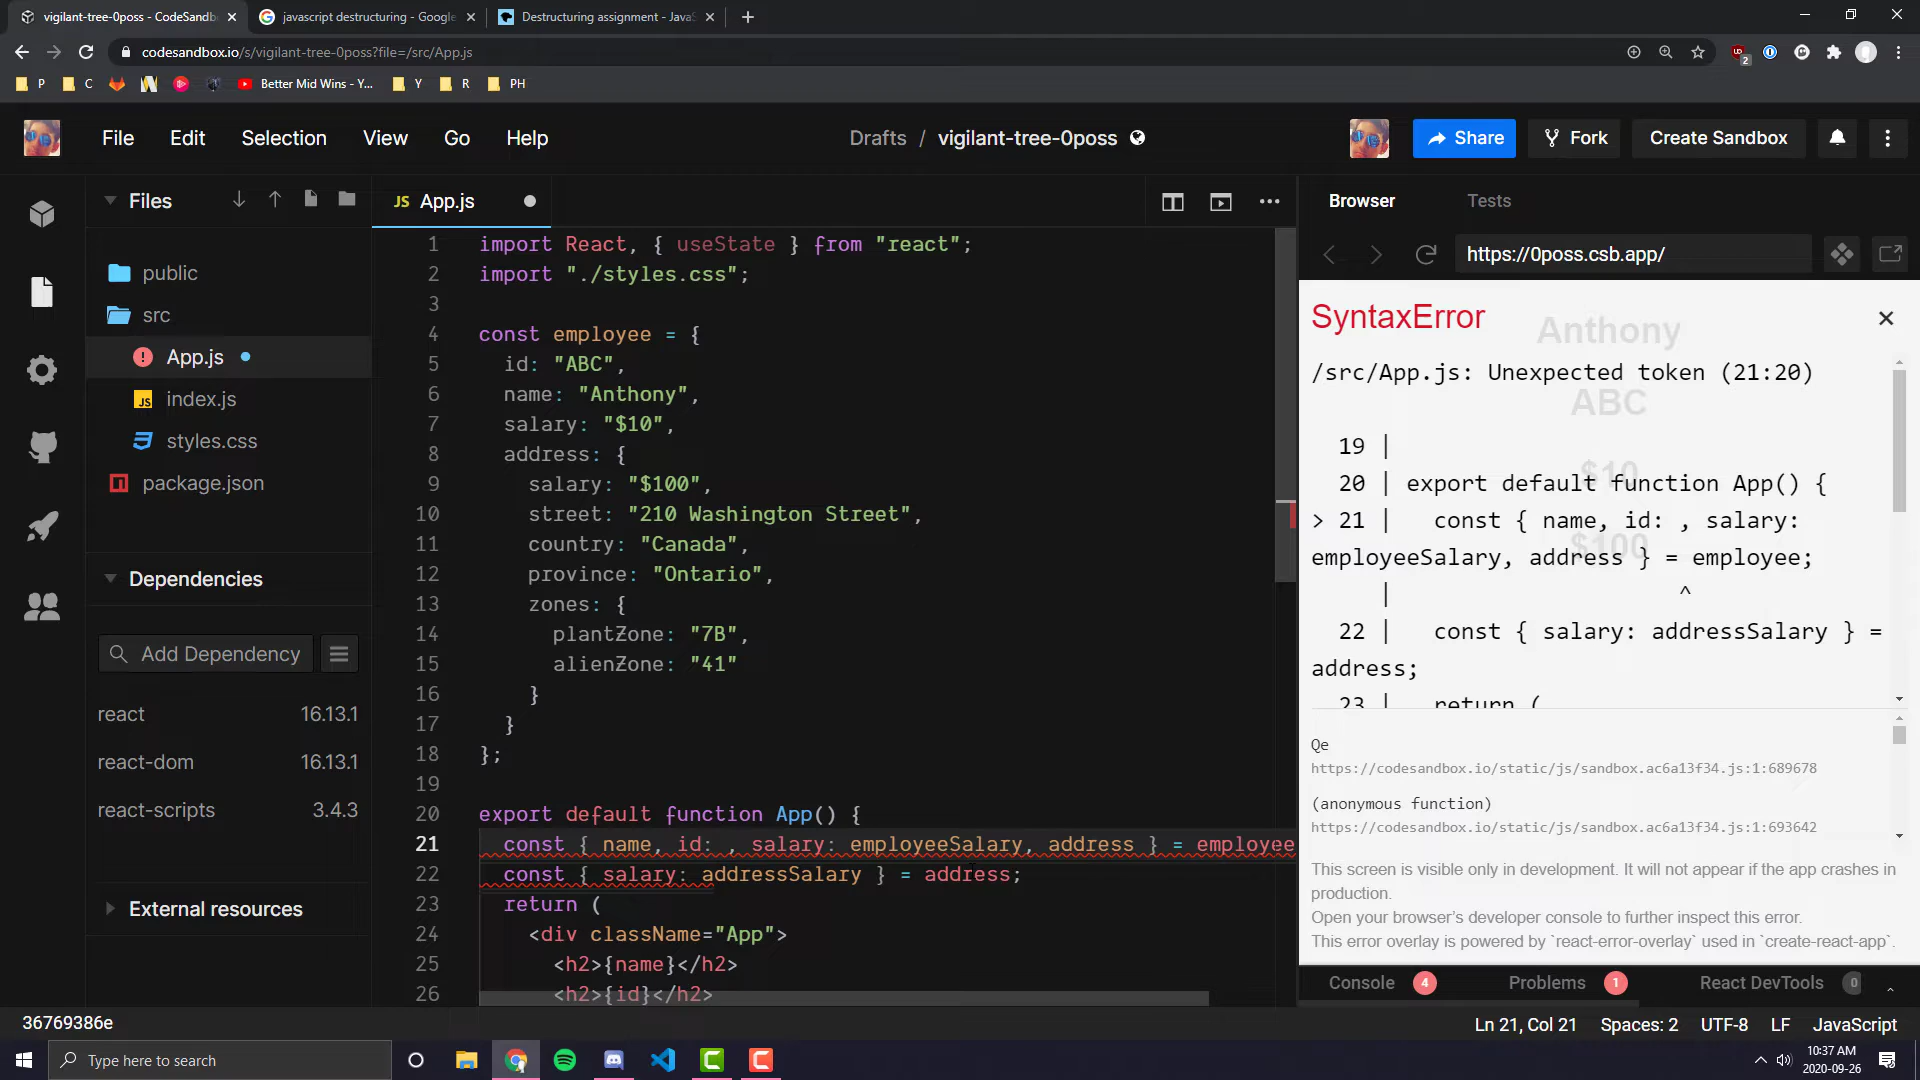 vigilant-tree-0poss - CodeSandb
javascript destructuring - Google
Destructuring assignment - JavaS
codesandbox.io/s/vigilant-tree-0poss?file=/src/App.js
2
P
C
Better Mid Wins - Y...
Y
R
PH
File
Edit
Selection
View
Go
Help
Drafts / vigilant-tree-0poss
Share
Fork
Create Sandbox
Files
public
src
App.js
index.js
styles.css
package.json
Dependencies
Add Dependency
react 16.13.1
react-dom 16.13.1
react-scripts 3.4.3
External resources
JS App.js
1 import React, { useState } from "react";
2 import "./styles.css";
3
4 const employee = {
5 id: "ABC",
6 name: "Anthony",
7 salary: "$10",
8 address: {
9 salary: "$100",
10 street: "210 Washington Street",
11 country: "Canada",
12 province: "Ontario",
13 zones: {
14 plantZone: "7B",
15 alienZone: "41"
16 }
17 }
18 };
19
20 export default function App() {
21 const { name, id: , salary: employeeSalary, address } = employee
22 const { salary: addressSalary } = address;
23 return (
24 <div className="App">
25 <h2>{name}</h2>
26 <h2>{id}</h2>
Browser
Tests
https://0poss.csb.app/
SyntaxError
Anthony
ABC
$10
$100
/src/App.js: Unexpected token (21:20)
19 |
20 | export default function App() {
> 21 | const { name, id: , salary:
employeeSalary, address } = employee;
| ^
22 | const { salary: addressSalary } =
address;
23 | return (
Qe
https://codesandbox.io/static/js/sandbox.ac6a13f34.js:1:689678
(anonymous function)
https://codesandbox.io/static/js/sandbox.ac6a13f34.js:1:693642
This screen is visible only in development. It will not appear if the app crashes in
production.
Open your browser's developer console to further inspect this error.
This error overlay is powered by `react-error-overlay` used in `create-react-app`.
Console 4
Problems 1
React DevTools 0
36769386e
Ln 21, Col 21
Spaces: 2
UTF-8
LF
JavaScript
Type here to search
10:37 AM
2020-09-26